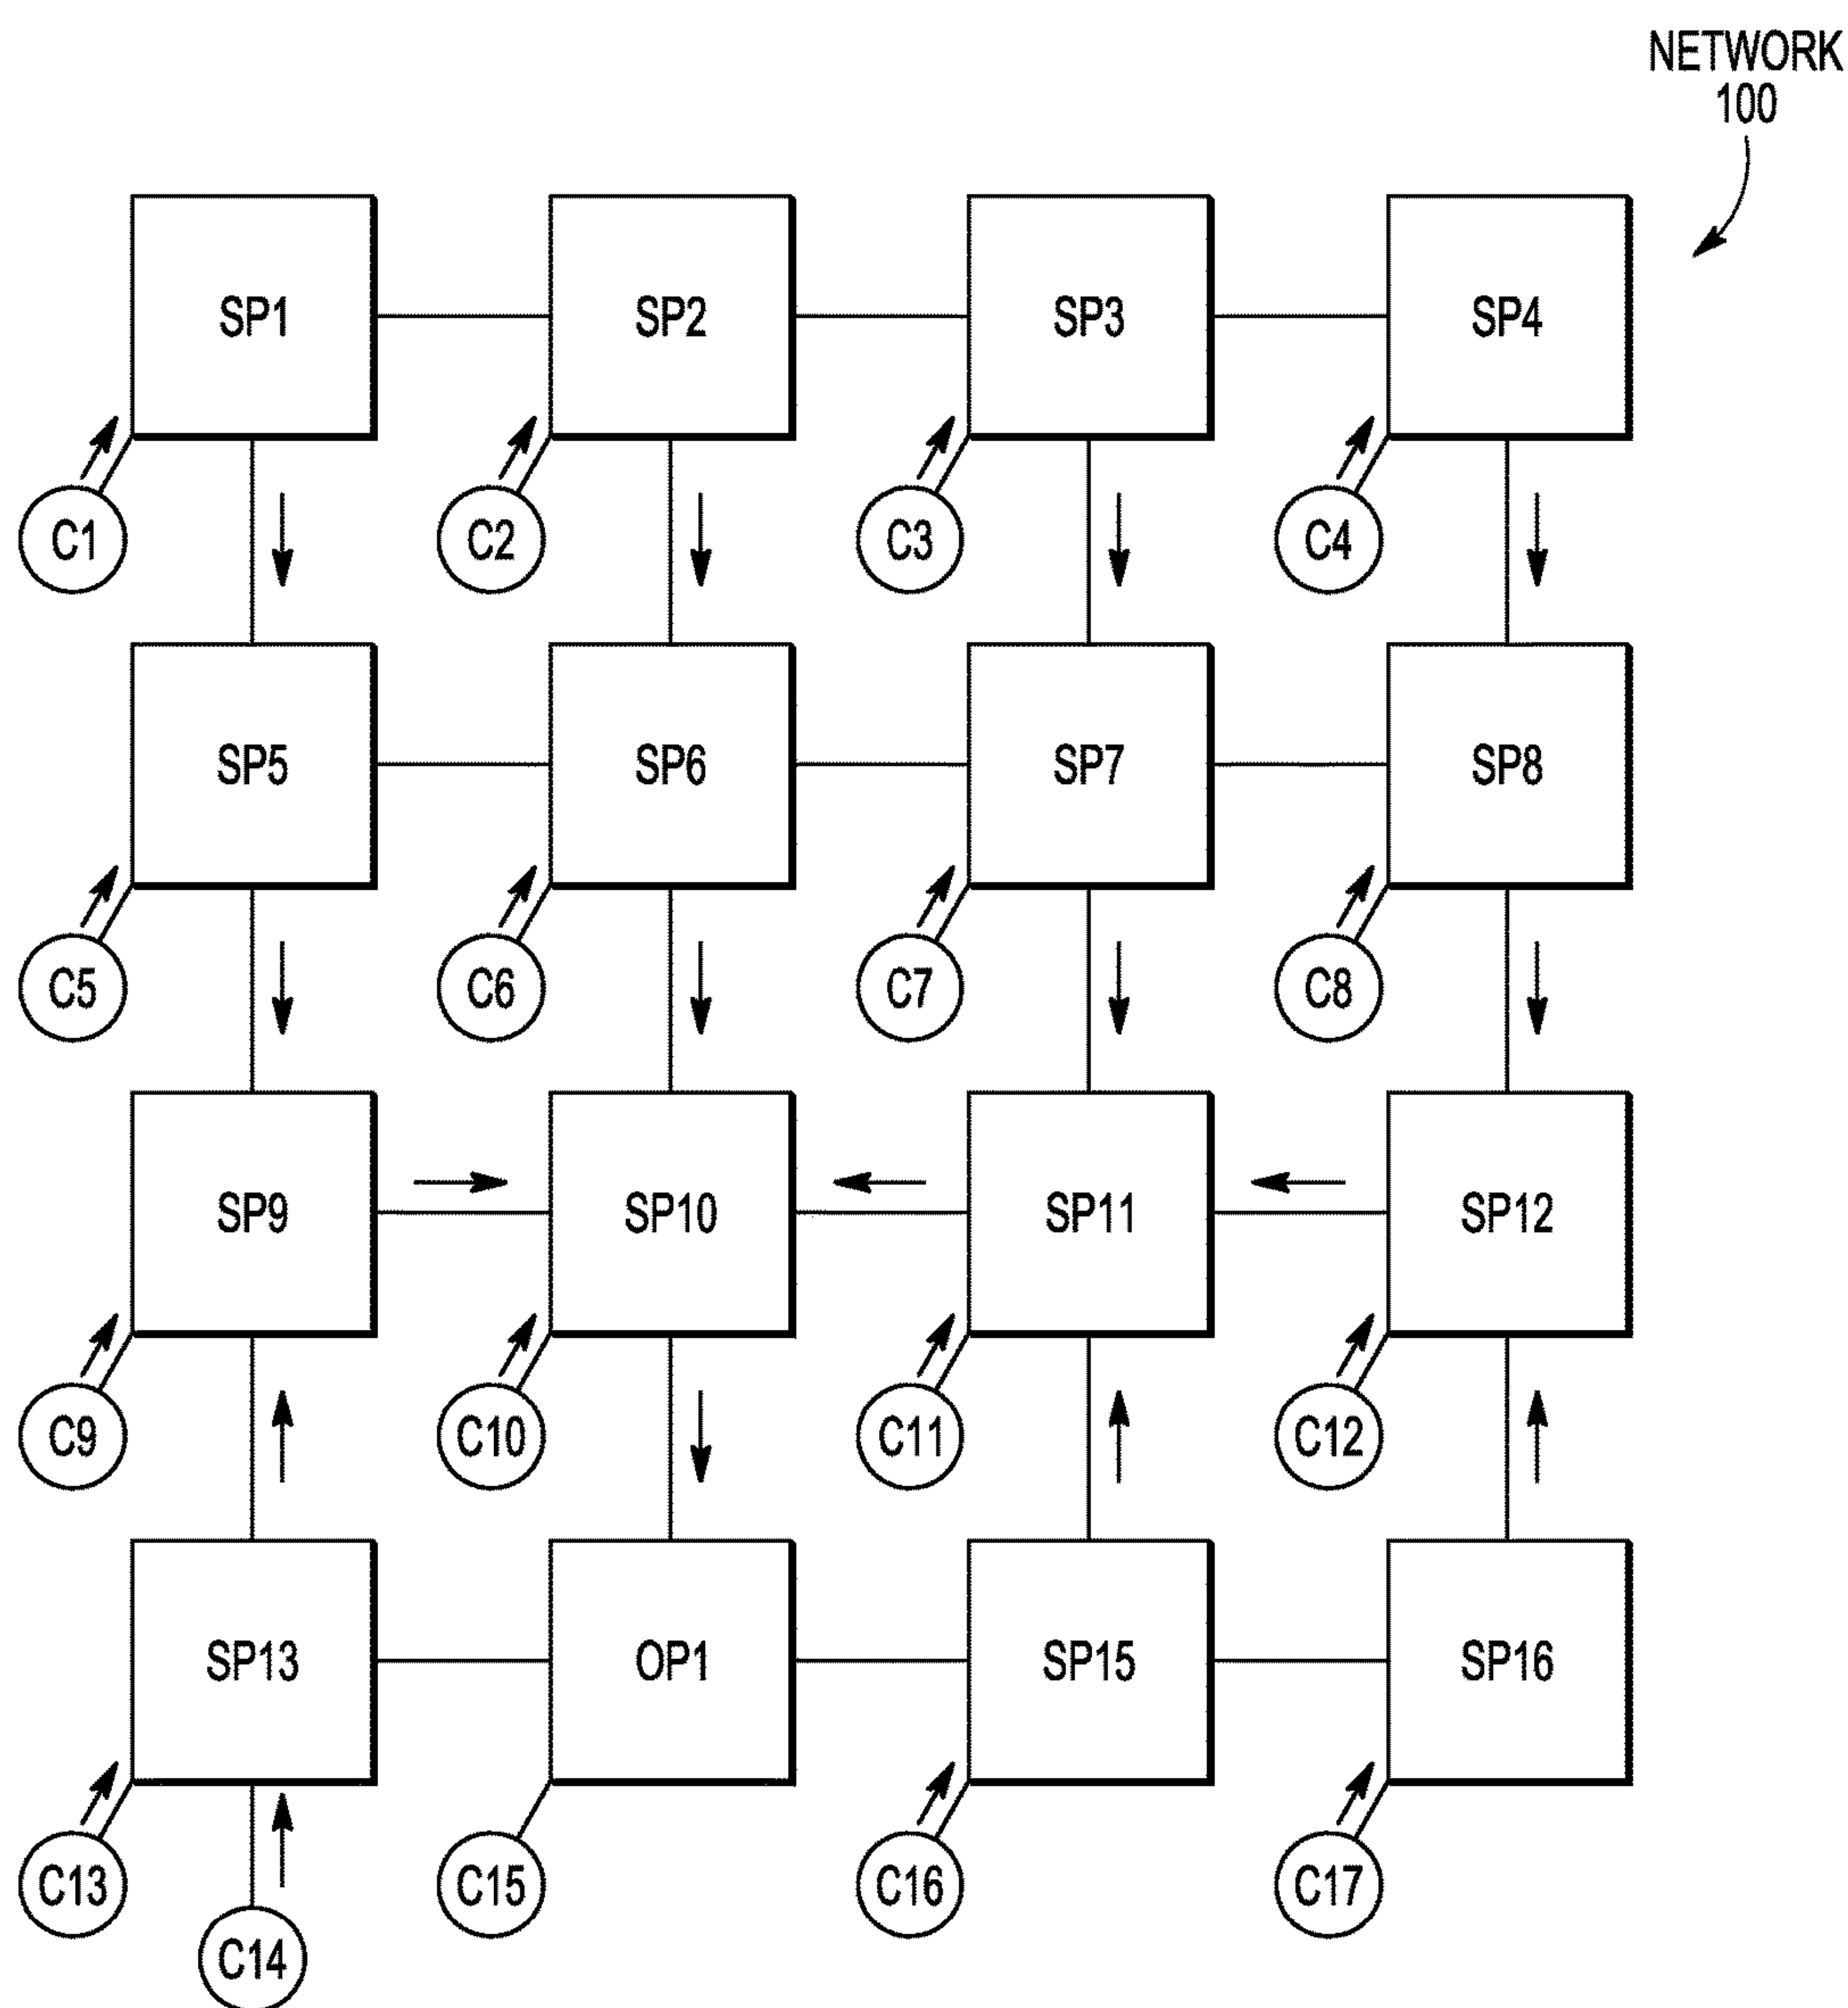 NETWORK
100
SP1
SP2
SP3
SP4
C1
C2
C3
C4
SP5
SP6
SP7
SP8
C5
C6
C7
C8
SP9
SP10
SP11
SP12
C9
C10
C11
C12
SP13
OP1
SP15
SP16
C13
C15
C16
C17
C14